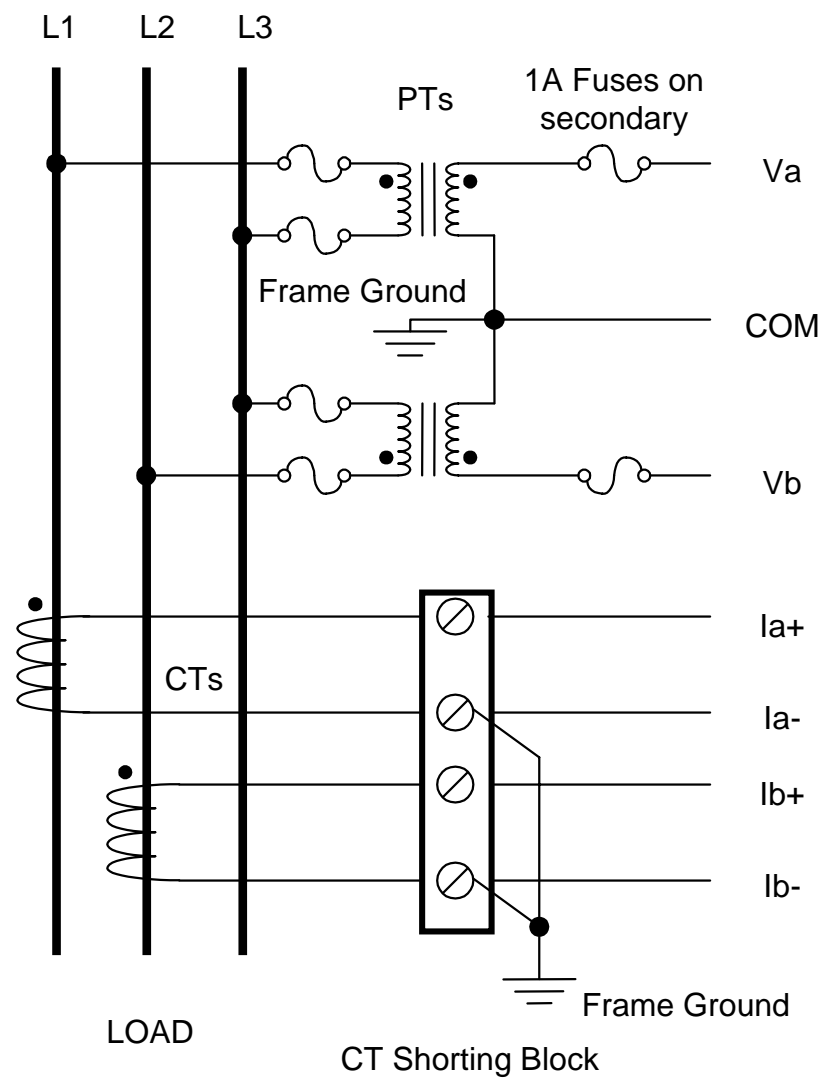 L1 L2 L3
PTs
1A Fuses on
secondary
Va
Frame Ground
COM
Vb
Ia+
CTs
Ia-
Ib+
Ib-
Frame Ground
LOAD
CT Shorting Block